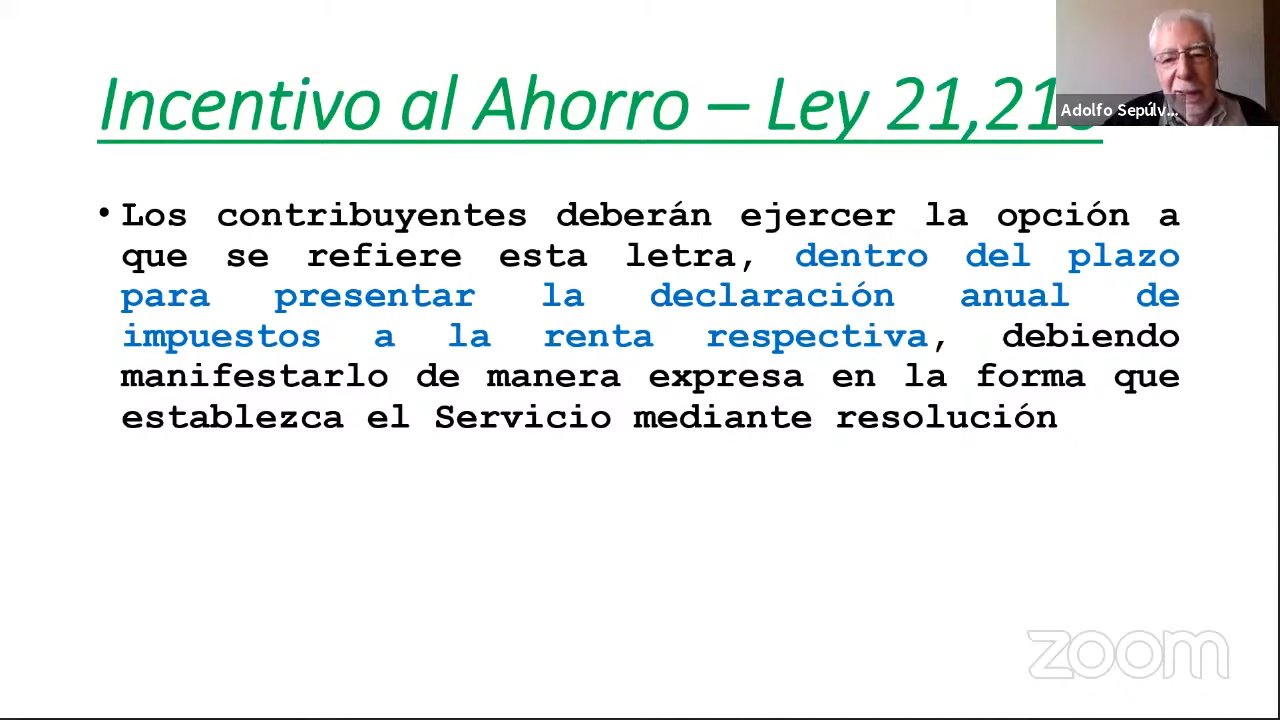 Incentivo al Ahorro – Ley 21,21
Adolfo Sepúlv...
• Los contribuyentes deberán ejercer la opción a
que se refiere esta letra, dentro del plazo
para presentar la declaración anual de
impuestos a la renta respectiva, debiendo
manifestarlo de manera expresa en la forma que
establezca el Servicio mediante resolución
zoom